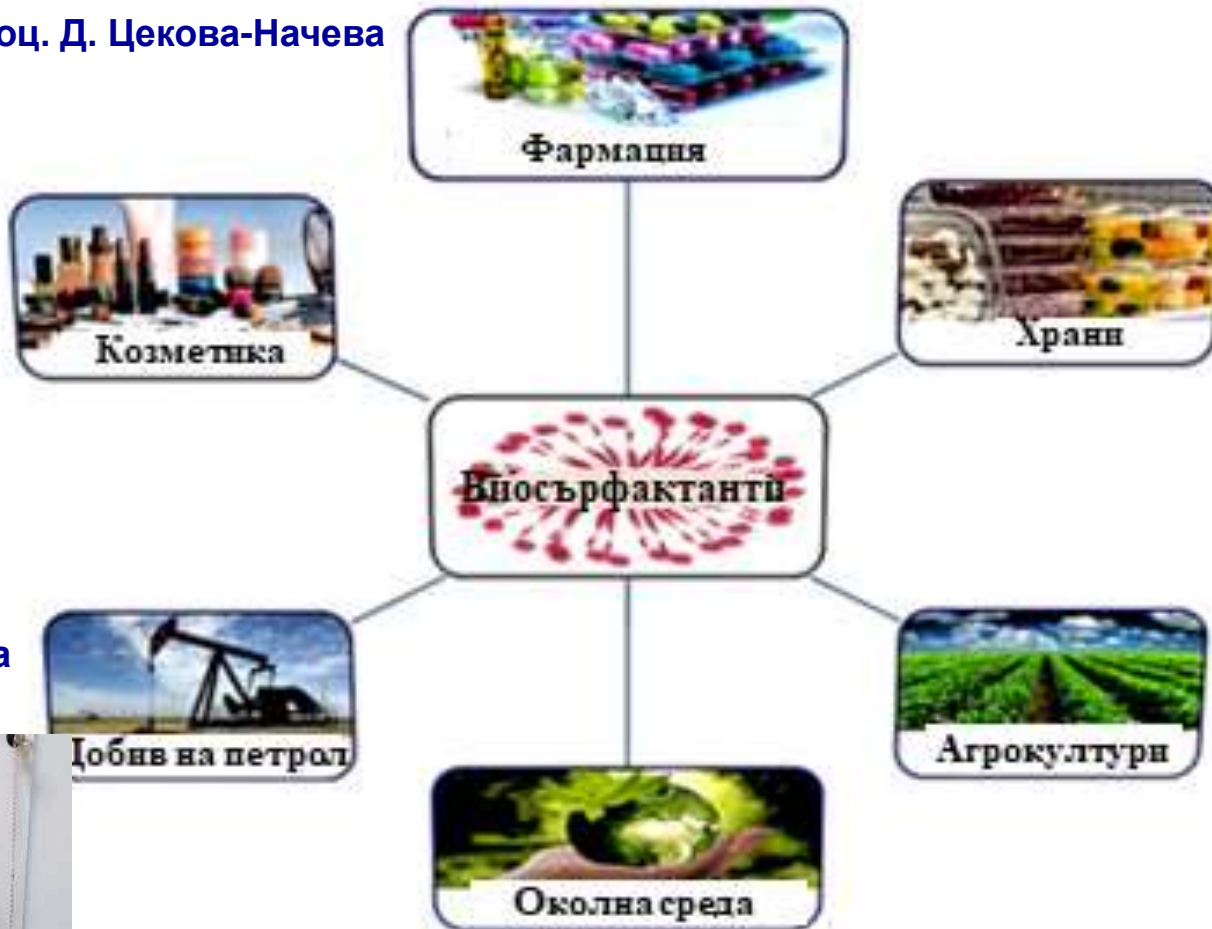 оц. Д. Цекова-Начева
Фармация
Козметика
Храни
Биосърфактанти
а
Добив на петрол
Агрокултури
Околна среда